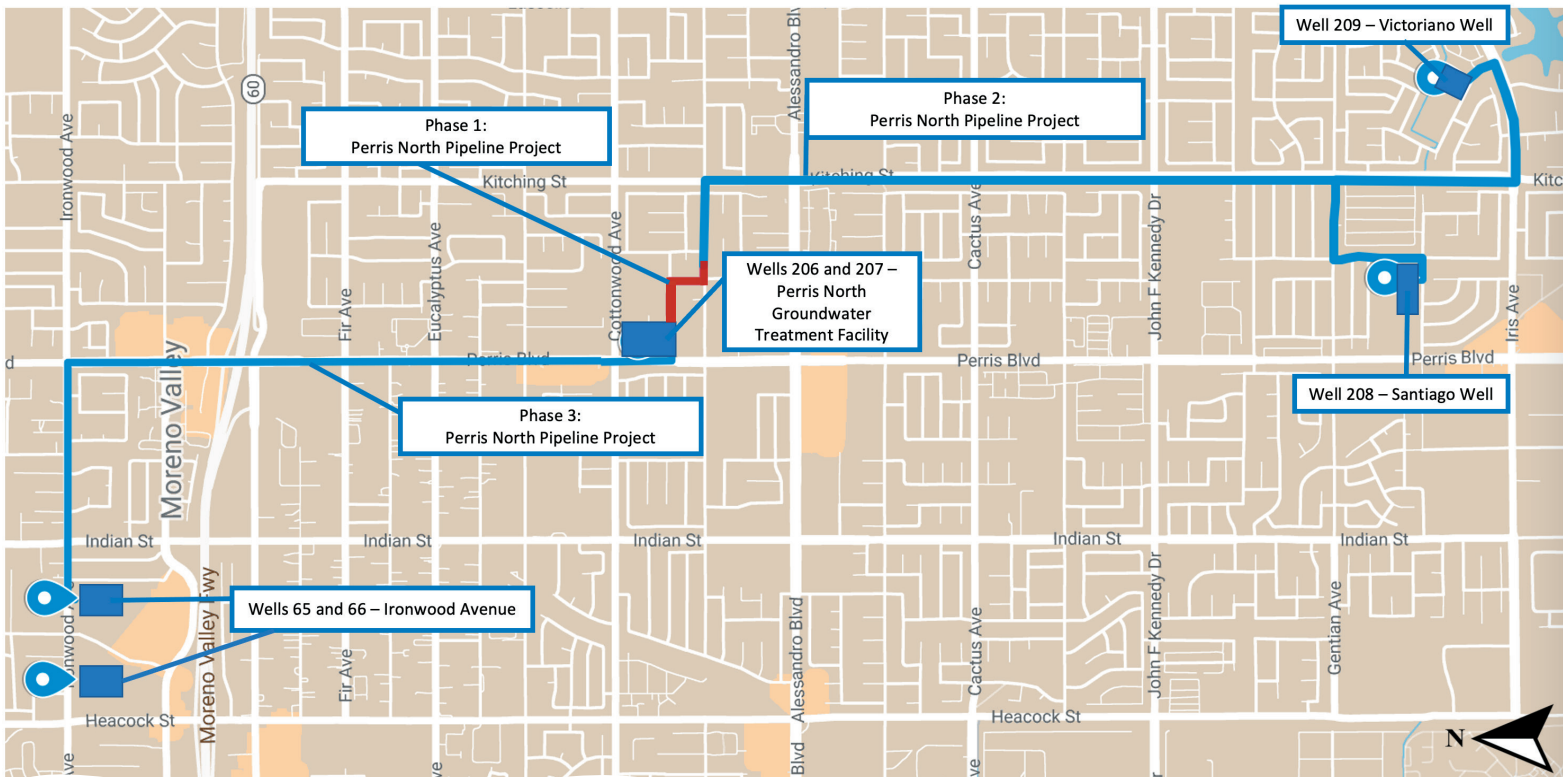 Well 209 – Victoriano Well
Phase 2:
Perris North Pipeline Project
Phase 1:
Perris North Pipeline Project
60
Ironwood Ave
Alessandro Blv
Kitching St
Kitching St
Kitc
Eucalyptus Ave
Cottonwood Ave
Cactus Ave
John F Kennedy Dr
Fir Ave
Wells 206 and 207 –
Perris North
Groundwater
Treatment Facility
Iris Ave
d
Perris Blvd
Perris Blvd
Perris Blvd
Moreno Valley
Well 208 – Santiago Well
Phase 3:
Perris North Pipeline Project
Indian St
Indian St
Indian St
Indian St
Indian St
Moreno Valley Fwy
Wells 65 and 66 – Ironwood Avenue
Fir Ave
Alessandro Blvd
Cactus Ave
John F Kennedy Dr
Gentian Ave
Heacock St
Heacock St
N
ve
ve
Blvd
ve
r